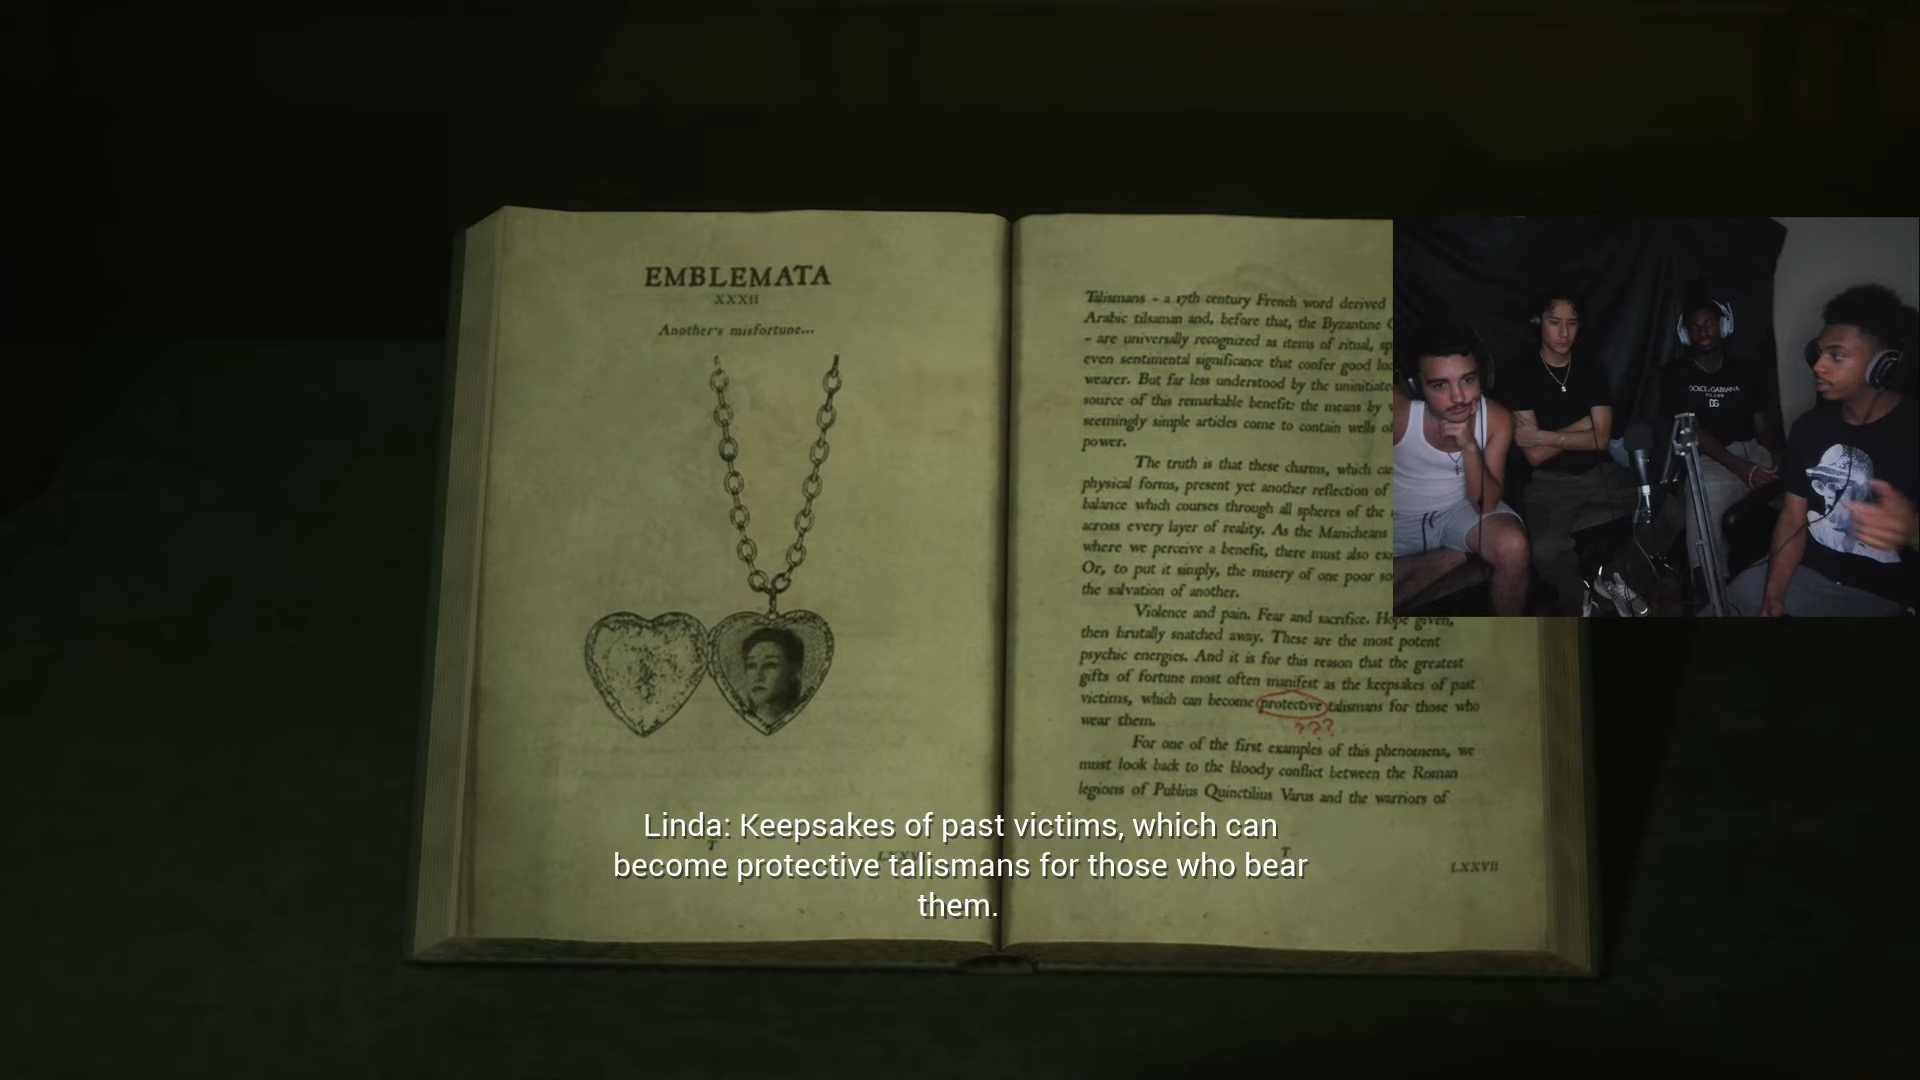 EMBLEMATA
XXXII
Another's misfortune...
Talismans - a 17th century French word derived
Arabic tilsaman and, before that, the Byzantine
- are universally recognized as items of ritual,
even sentimental significance that confer good
wearer. But far less understood by the
source of this remarkable benefit: the means by
seemingly simple articles come to contain wells
power.
The truth is that these charms, which
physical forms, present yet another reflection of
balance which courses through all spheres of the
across every layer of reality. As the Manicheans
where we perceive a benefit, there must also
Or, to put it simply, the misery of one poor
the salvation of another.
Violence and pain. Fear and sacrifice. Hope given,
then brutally snatched away. These are the most potent
psychic energies. And it is for this reason that the greatest
gifts of fortune most often manifest as the keepsakes of past
victims, which can become protective talismans for those who
wear them.
???
For one of the first examples of this phenomena, we
must look back to the bloody conflict between the Roman
legions of Publius Quinctilius Varus and the warriors of
T
T
LXXVII
DOLCE & GABBANA
MILANO
DG
Linda: Keepsakes of past victims, which can
become protective talismans for those who bear
them.